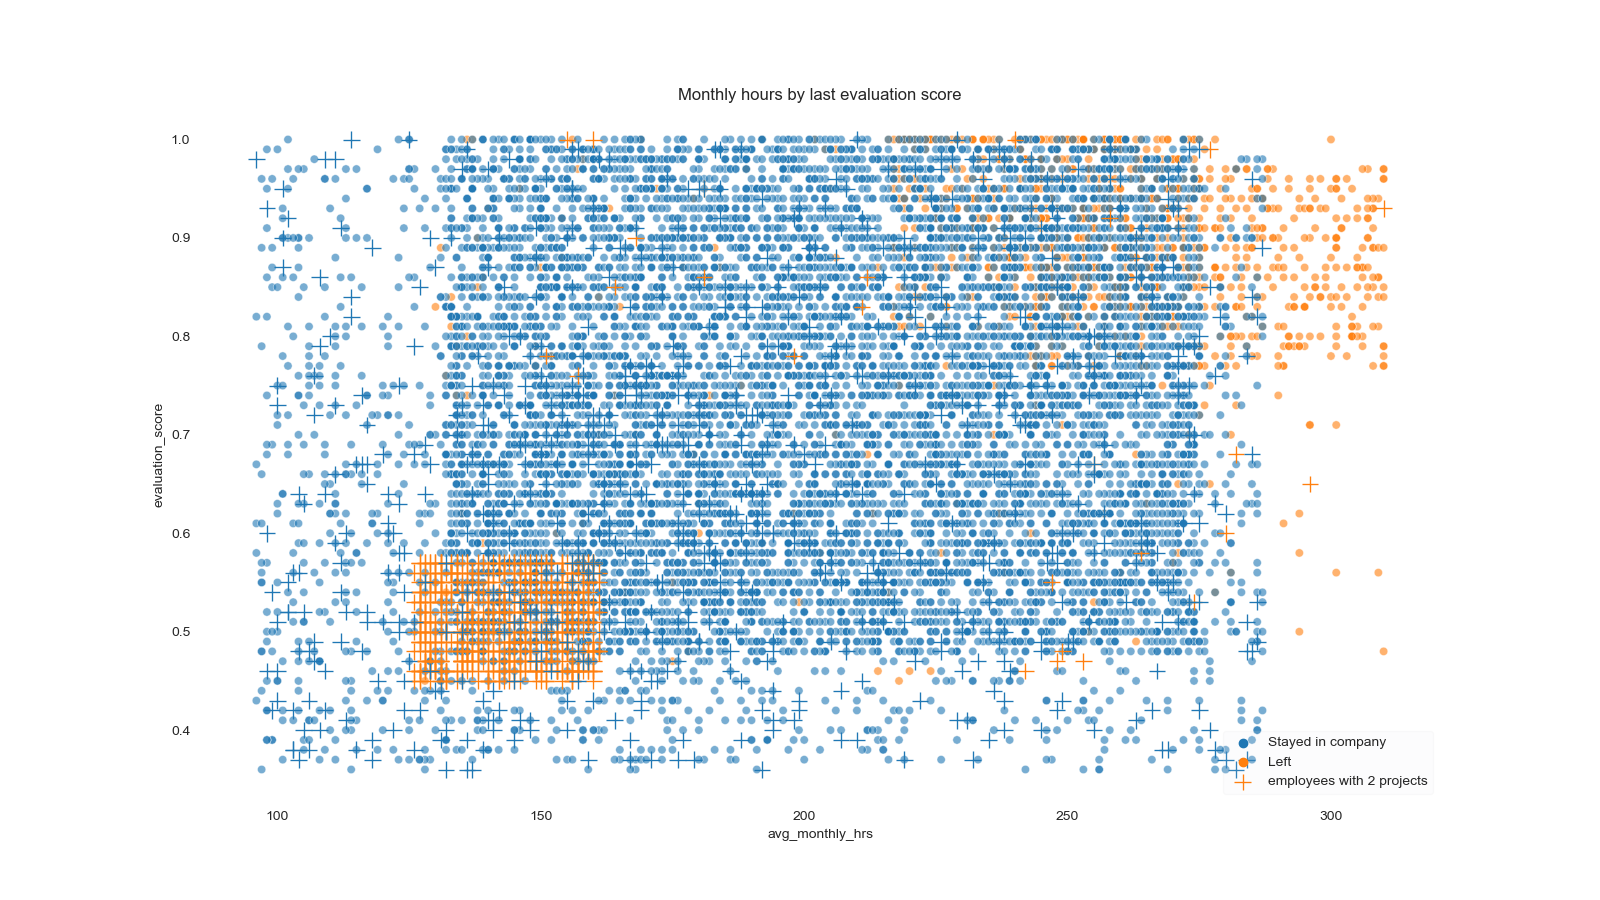 Monthly hours by last evaluation score
1.0
0.9
0.8
0.7
0.6
0.5
0.4
evaluation_score
100
150
200
250
300
avg_monthly_hrs
Stayed in company
Left
employees with 2 projects